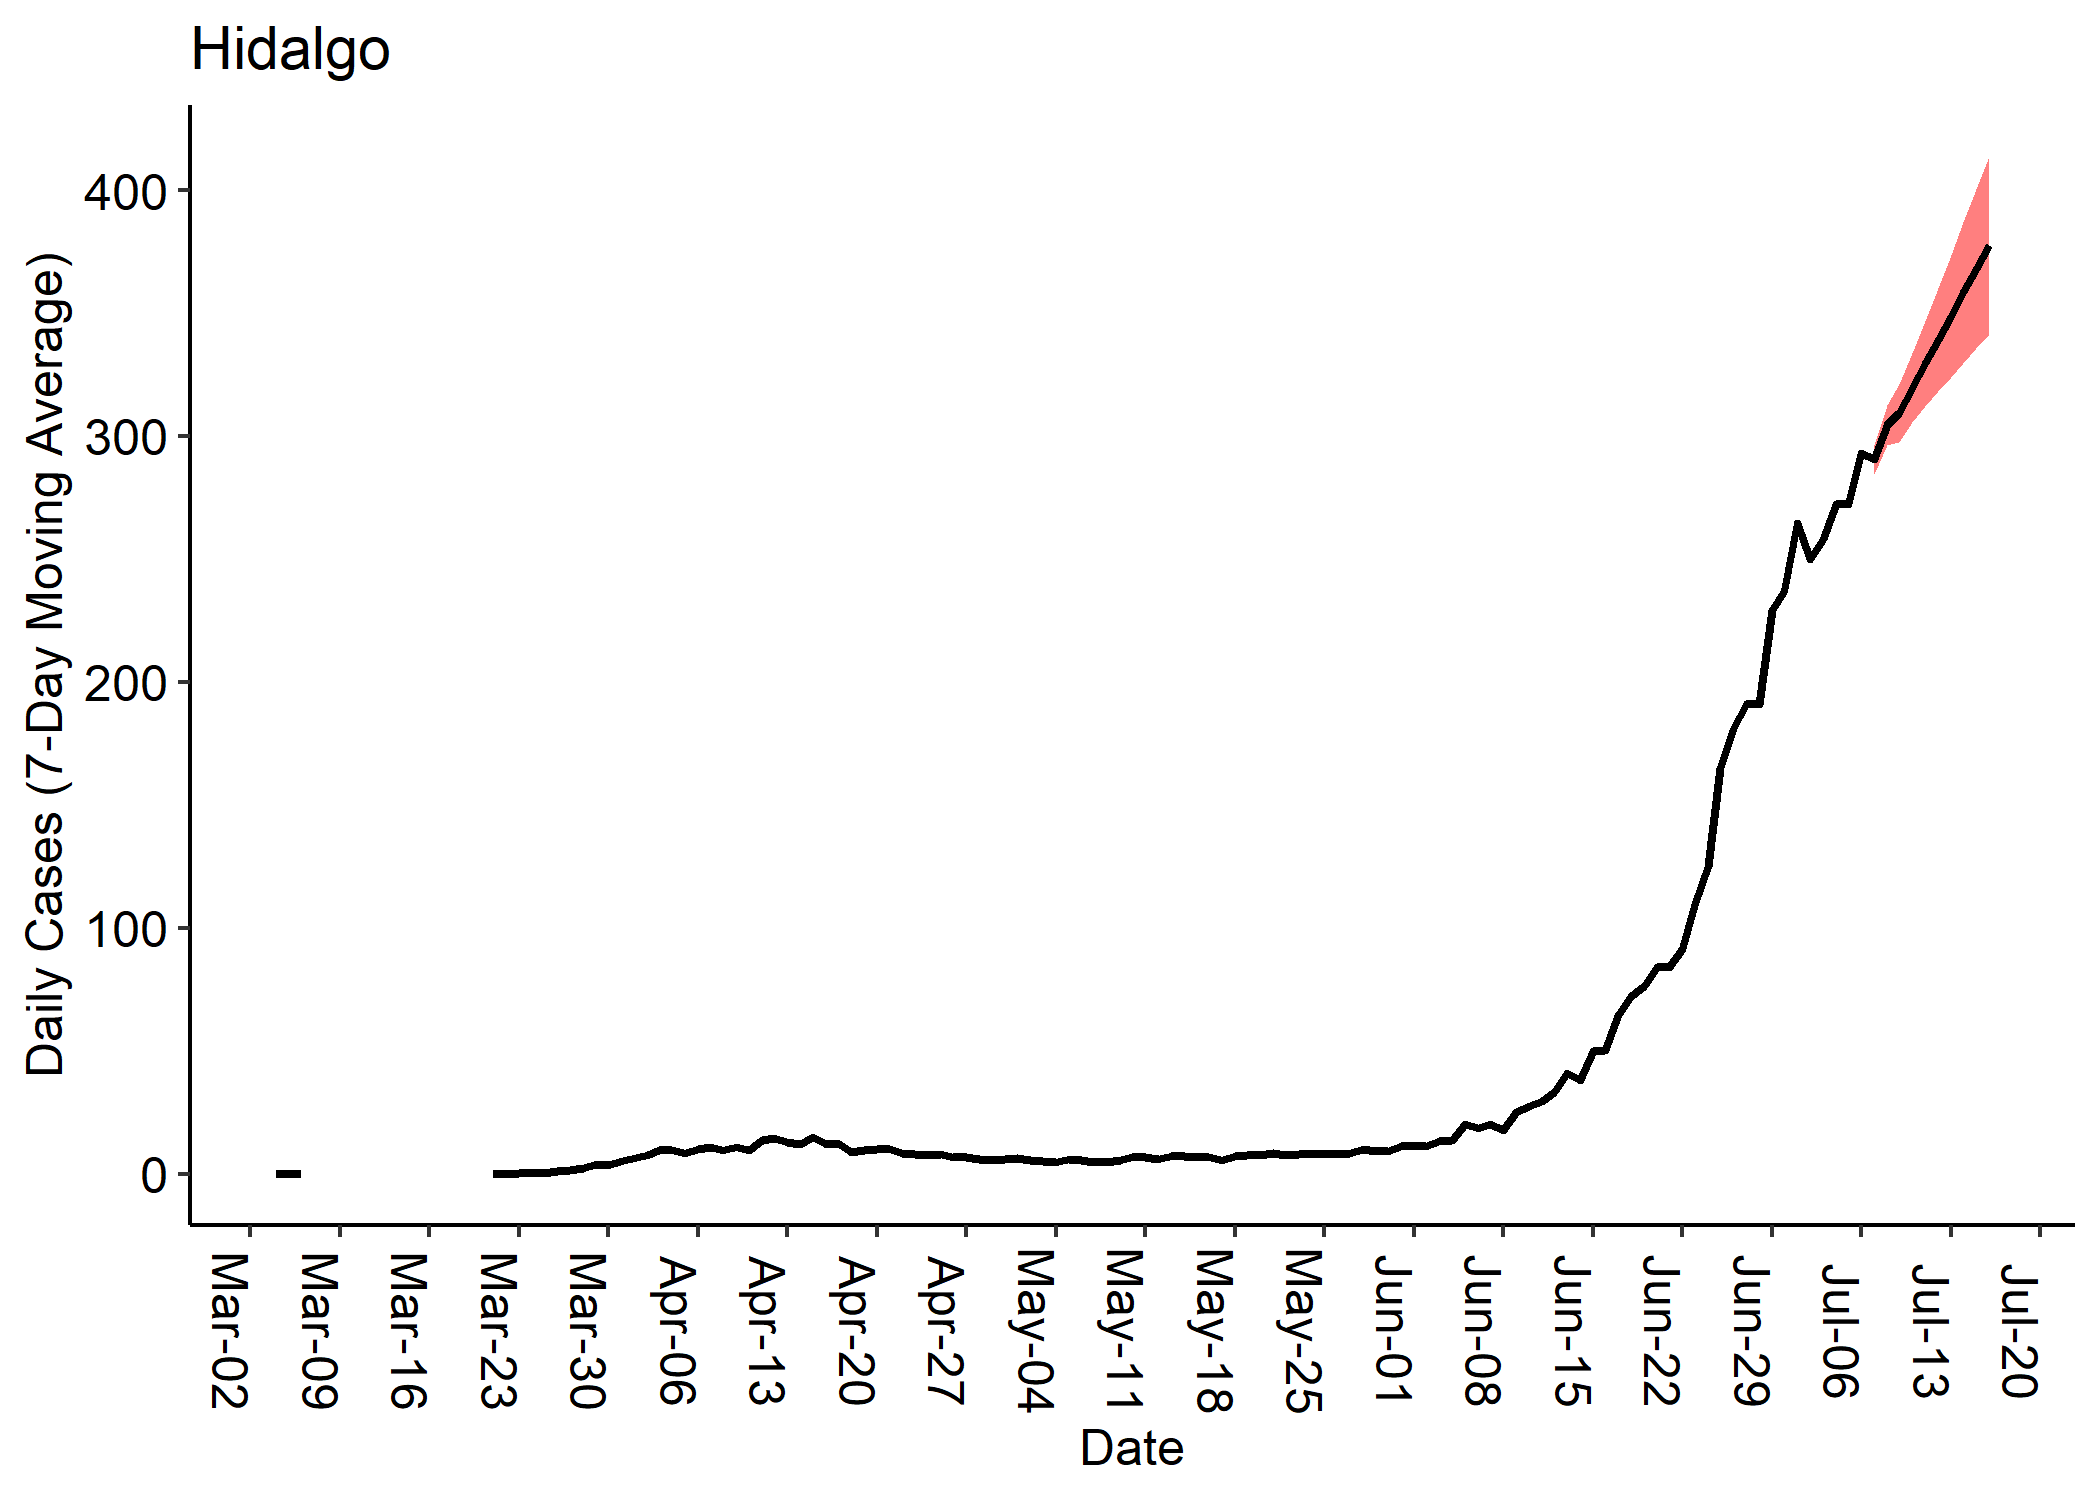 Hidalgo
Daily Cases (7-Day Moving Average)
400
300
200
100
0
Mar-02
Mar-09
Mar-16
Mar-23
Mar-30
Apr-06
Apr-13
Apr-20
Apr-27
May-04
May-11
May-18
May-25
Jun-01
Jun-08
Jun-15
Jun-22
Jun-29
Jul-06
Jul-13
Jul-20
Date